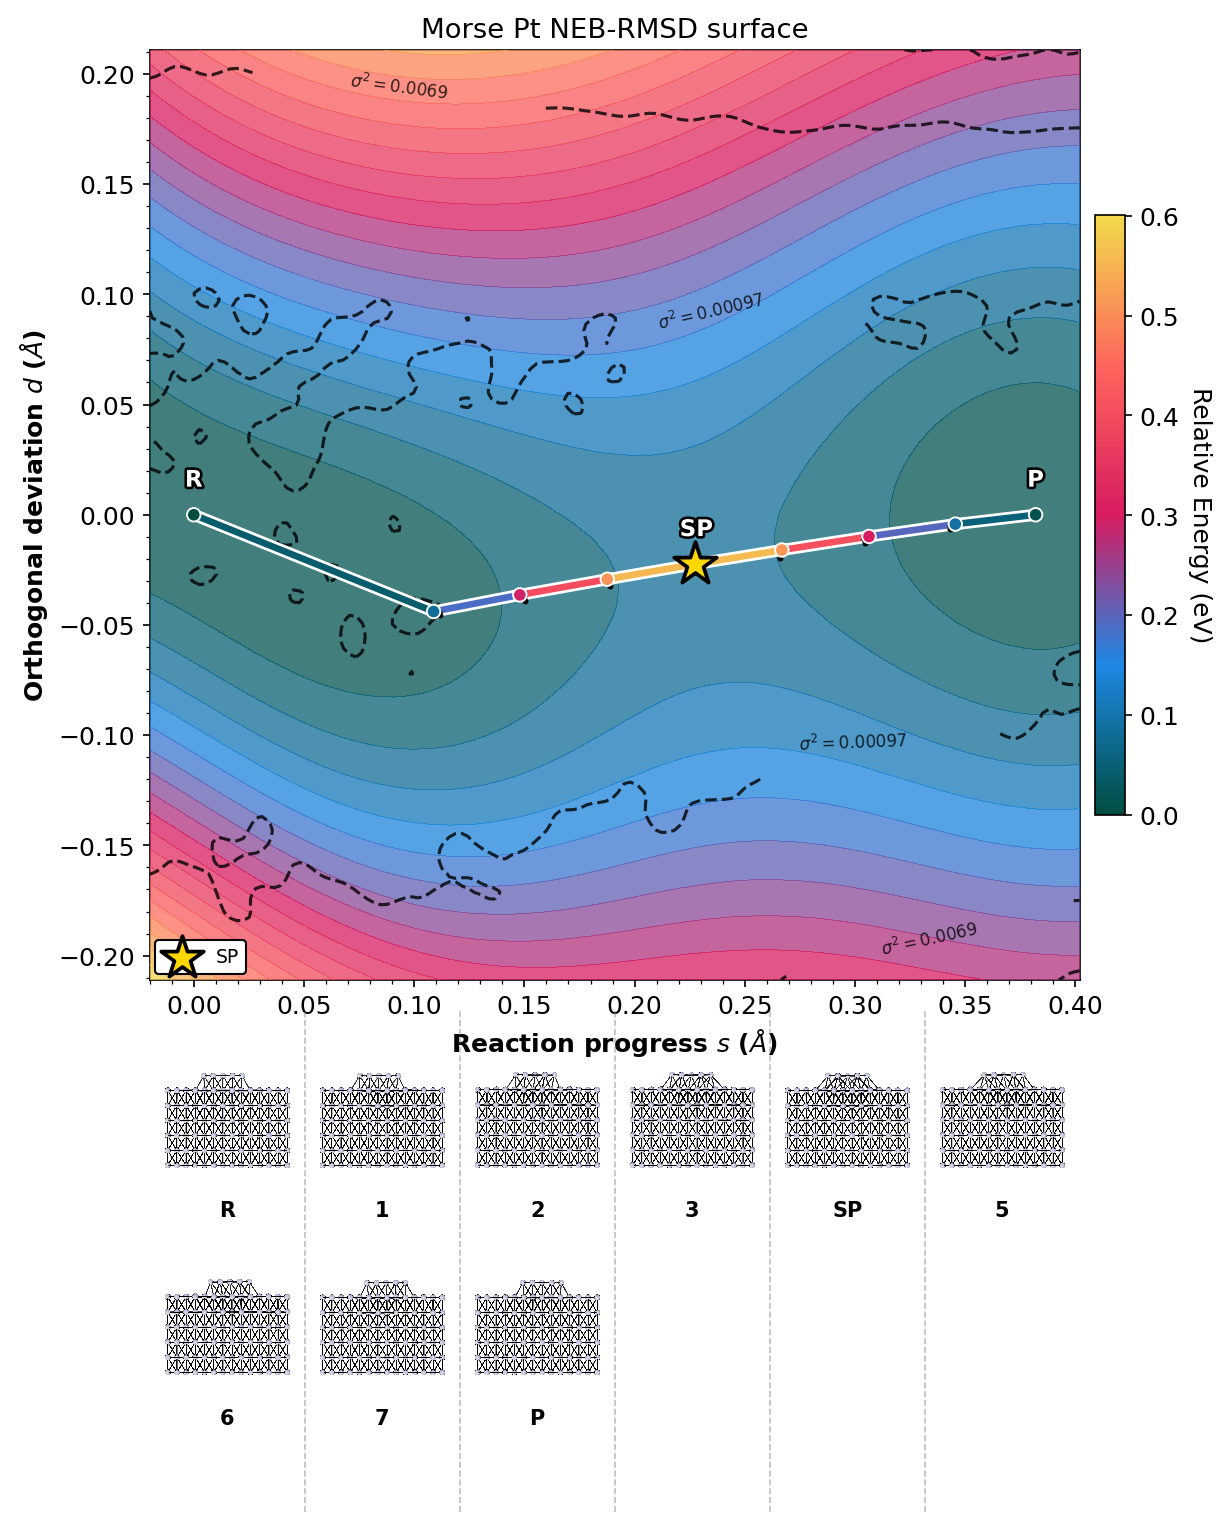 Morse Pt NEB-RMSD surface
Orthogonal deviation d (Å)
0.20
0.15
0.10
0.05
0.00
−0.05
−0.10
−0.15
−0.20
σ² = 0.0069
σ² = 0.00097
R
SP
P
σ² = 0.00097
σ² = 0.0069
SP
0.6
0.5
0.4
0.3
0.2
0.1
0.0
Relative Energy (eV)
0.00 0.05 0.10 0.15 0.20 0.25 0.30 0.35 0.40
Reaction progress s (Å)
R 1 2 3 SP 5
6 7 P